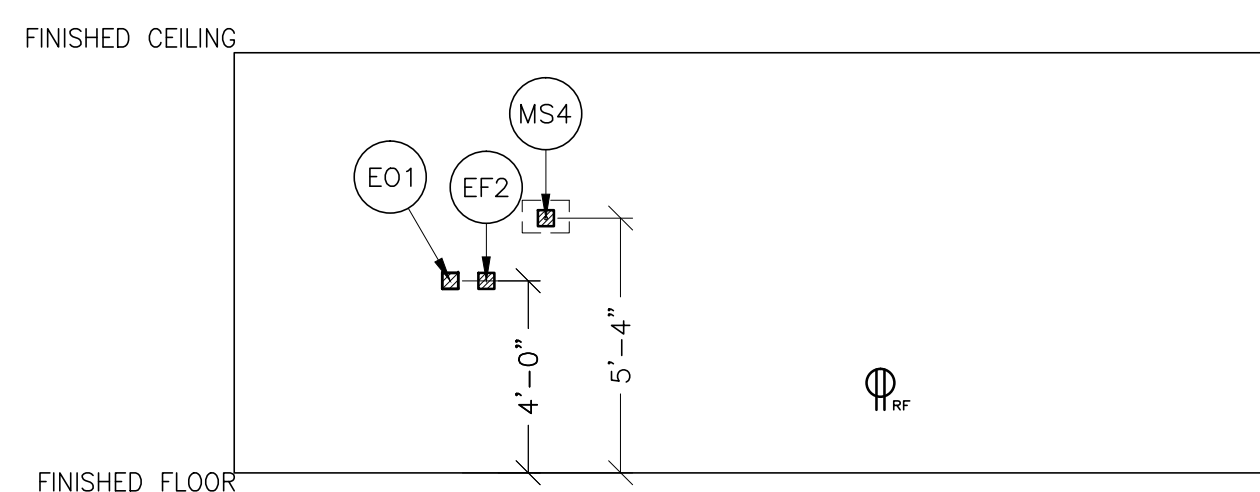 FINISHED CEILING
MS4
EO1
EF2
4'-0"
5'-4"
RF
FINISHED FLOOR